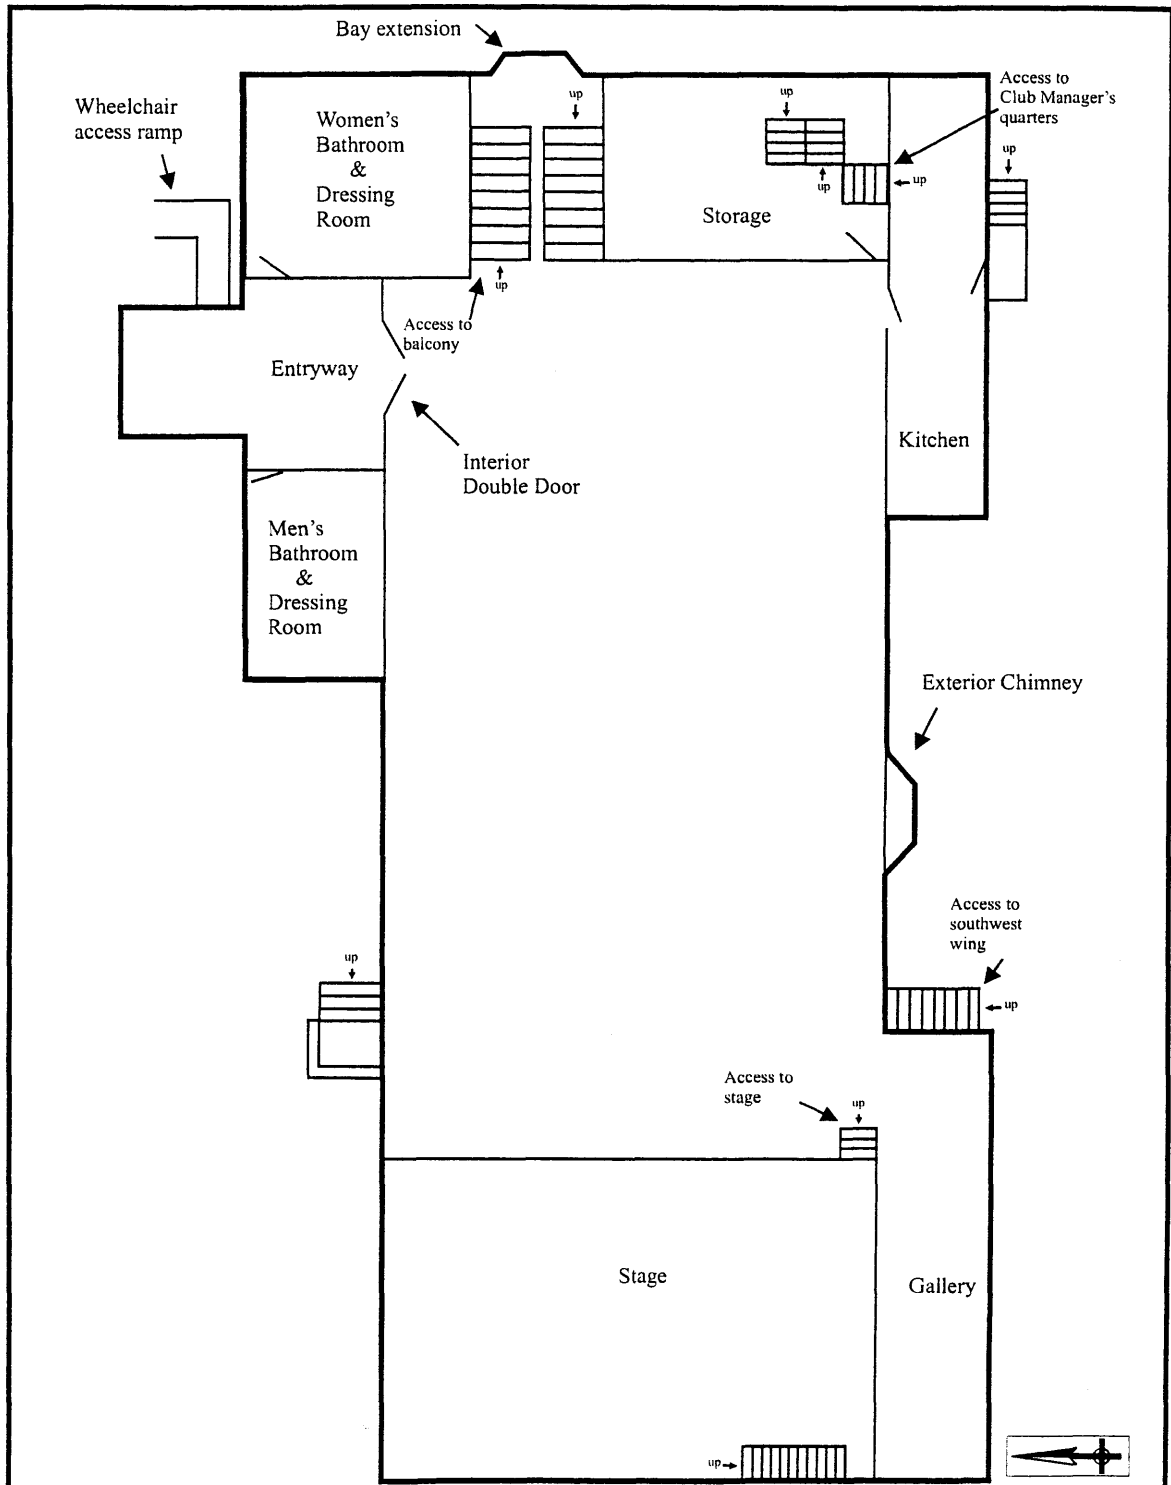 Bay extension
up
Wheelchair
access ramp
Women's
Bathroom
&
Dressing
Room
up
Access to
Club Manager's
quarters
up
up
up
Storage
up
Access to
balcony
Entryway
Interior
Double Door
Kitchen
Men's
Bathroom
&
Dressing
Room
Exterior Chimney
Access to
southwest
wing
up
up
Access to
stage
up
Stage
Gallery
up